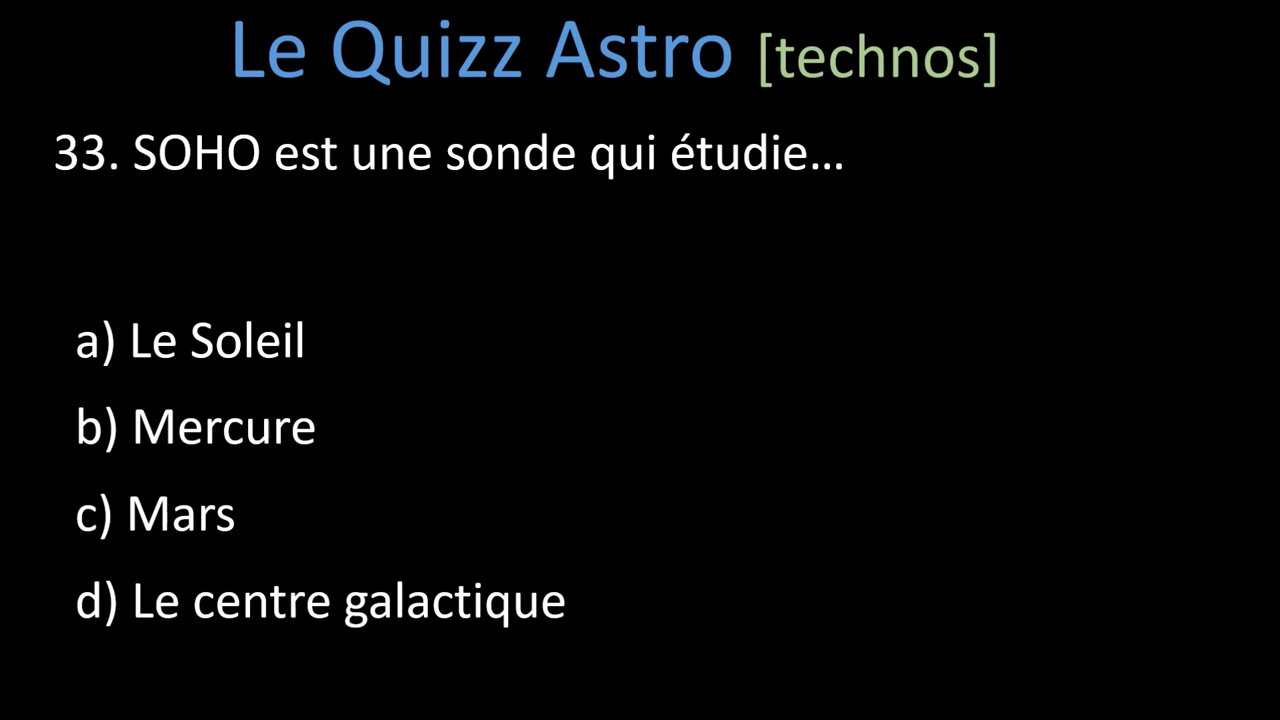 Le Quizz Astro [technos]
33. SOHO est une sonde qui étudie…
a) Le Soleil
b) Mercure
c) Mars
d) Le centre galactique